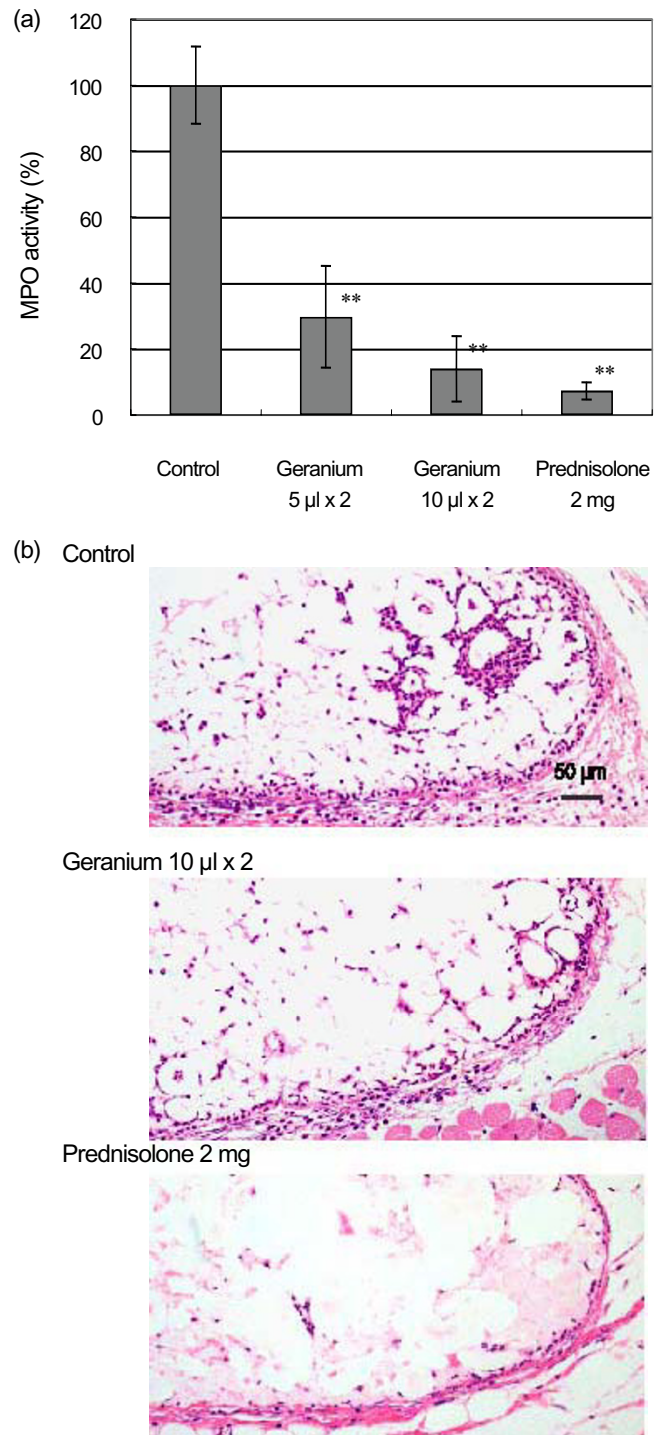 (a)
120
100
80
60
40
20
0
MPO activity (%)
**
**
**
Control
Geranium
5 µl x 2
Geranium
10 µl x 2
Prednisolone
2 mg
(b)
Control
50 µm
Geranium 10 µl x 2
Prednisolone 2 mg